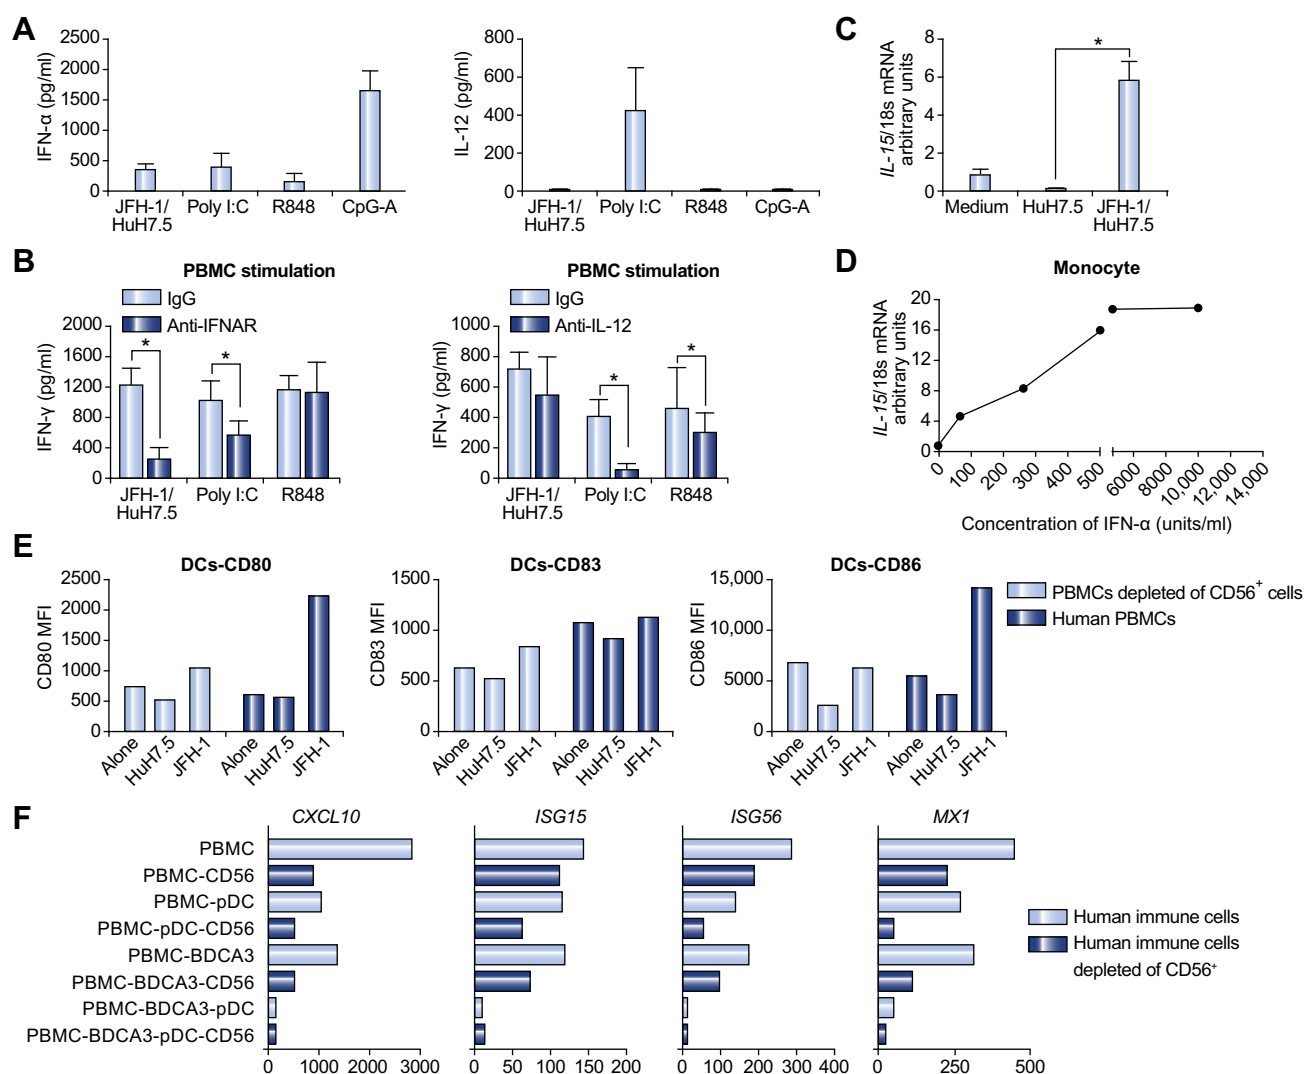 A
IFN-α (pg/ml)
2500
2000
1500
1000
500
0
JFH-1/
HuH7.5
Poly I:C
R848
CpG-A
IL-12 (pg/ml)
800
600
400
200
0
JFH-1/
HuH7.5
Poly I:C
R848
CpG-A
C
IL-15/18s mRNA
arbitrary units
8
6
4
2
0
*
Medium
HuH7.5
JFH-1/
HuH7.5
B
PBMC stimulation
IgG
Anti-IFNAR
IFN-γ (pg/ml)
2000
1600
1200
800
400
0
*
*
JFH-1/
HuH7.5
Poly I:C
R848
PBMC stimulation
IgG
Anti-IL-12
IFN-γ (pg/ml)
1000
800
600
400
200
0
*
*
JFH-1/
HuH7.5
Poly I:C
R848
D
Monocyte
IL-15/18s mRNA
arbitrary units
20
16
12
8
4
0
0
100
200
300
400
500
6000
8000
10,000
12,000
14,000
Concentration of IFN-α (units/ml)
E
DCs-CD80
CD80 MFI
2500
2000
1500
1000
500
0
Alone
HuH7.5
JFH-1
Alone
HuH7.5
JFH-1
DCs-CD83
CD83 MFI
1500
1000
500
0
Alone
HuH7.5
JFH-1
Alone
HuH7.5
JFH-1
DCs-CD86
CD86 MFI
15,000
10,000
5000
0
Alone
HuH7.5
JFH-1
Alone
HuH7.5
JFH-1
PBMCs depleted of CD56+ cells
Human PBMCs
F
CXCL10
ISG15
ISG56
MX1
PBMC
PBMC-CD56
PBMC-pDC
PBMC-pDC-CD56
PBMC-BDCA3
PBMC-BDCA3-CD56
PBMC-BDCA3-pDC
PBMC-BDCA3-pDC-CD56
0 1000 2000 3000
0 50 100 150 200
0 100 200 300 400
0 250 500
Human immune cells
Human immune cells
depleted of CD56+